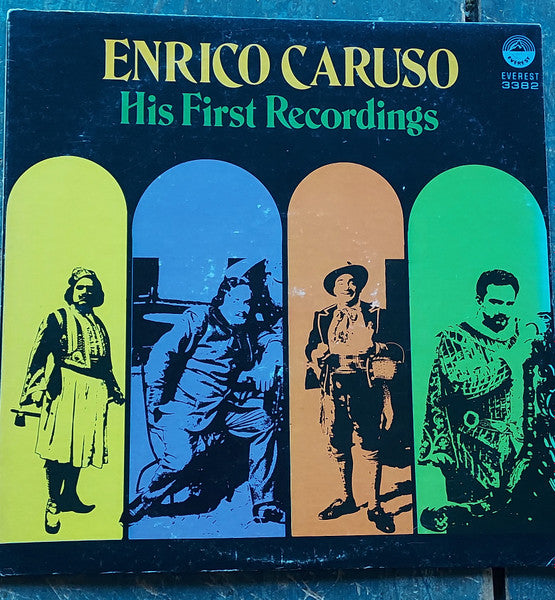 ENRICO CARUSO
His First Recordings
EVEREST
EVEREST
3382